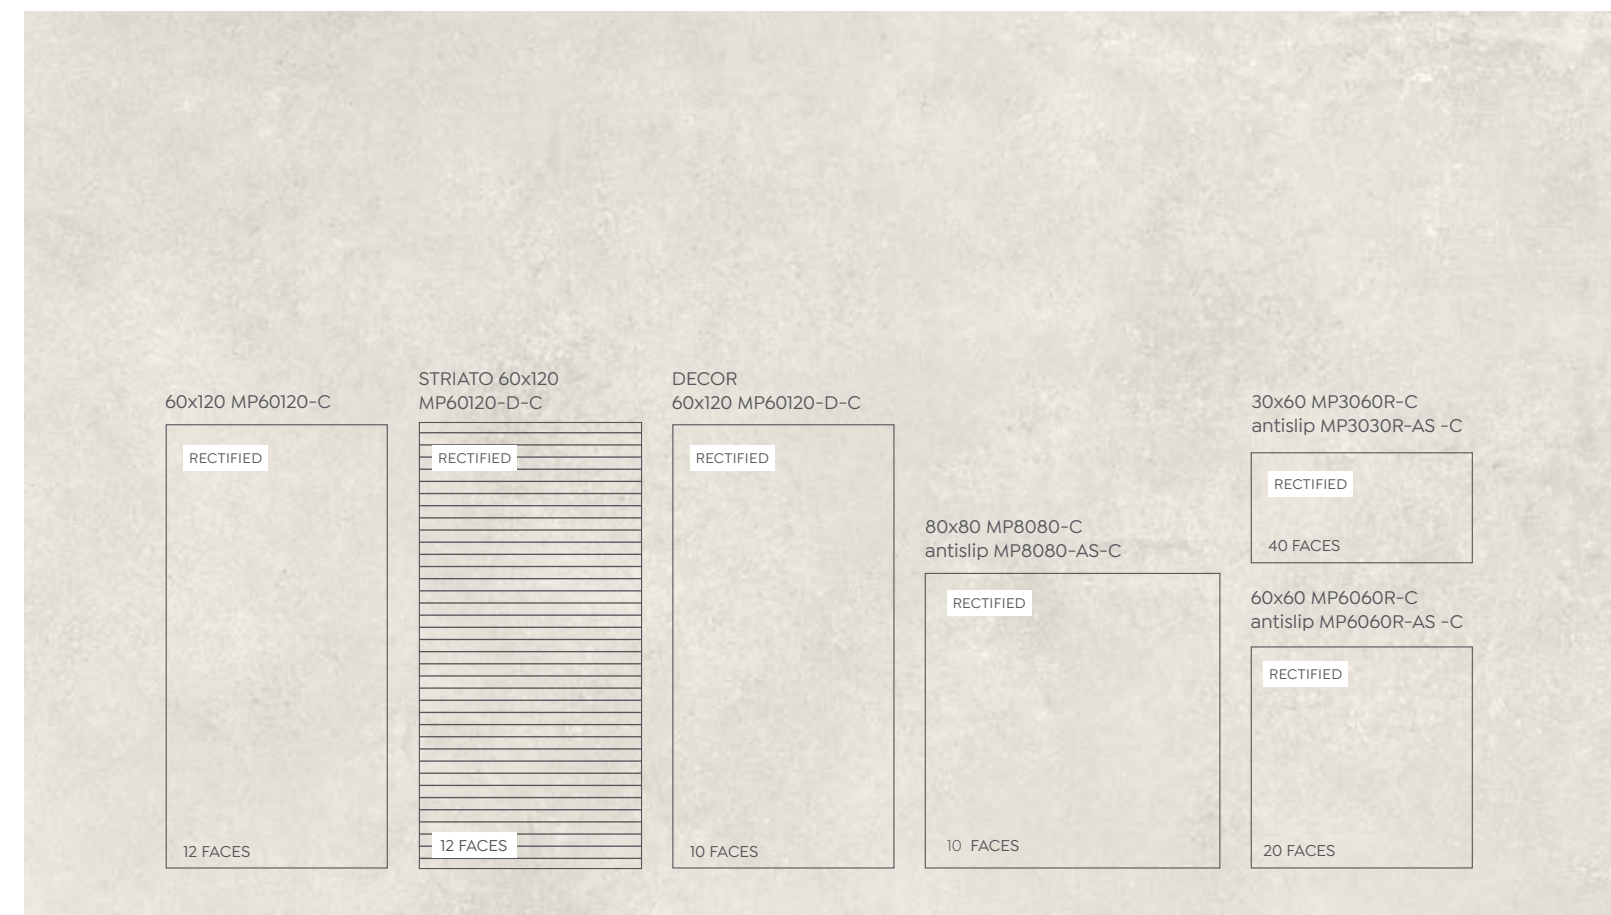 60x120 MP60120-C
RECTIFIED
12 FACES
STRIATO 60x120
MP60120-D-C
RECTIFIED
12 FACES
DECOR
60x120 MP60120-D-C
RECTIFIED
10 FACES
80x80 MP8080-C
antislip MP8080-AS-C
RECTIFIED
10 FACES
30x60 MP3060R-C
antislip MP3030R-AS -C
RECTIFIED
40 FACES
60x60 MP6060R-C
antislip MP6060R-AS -C
RECTIFIED
20 FACES